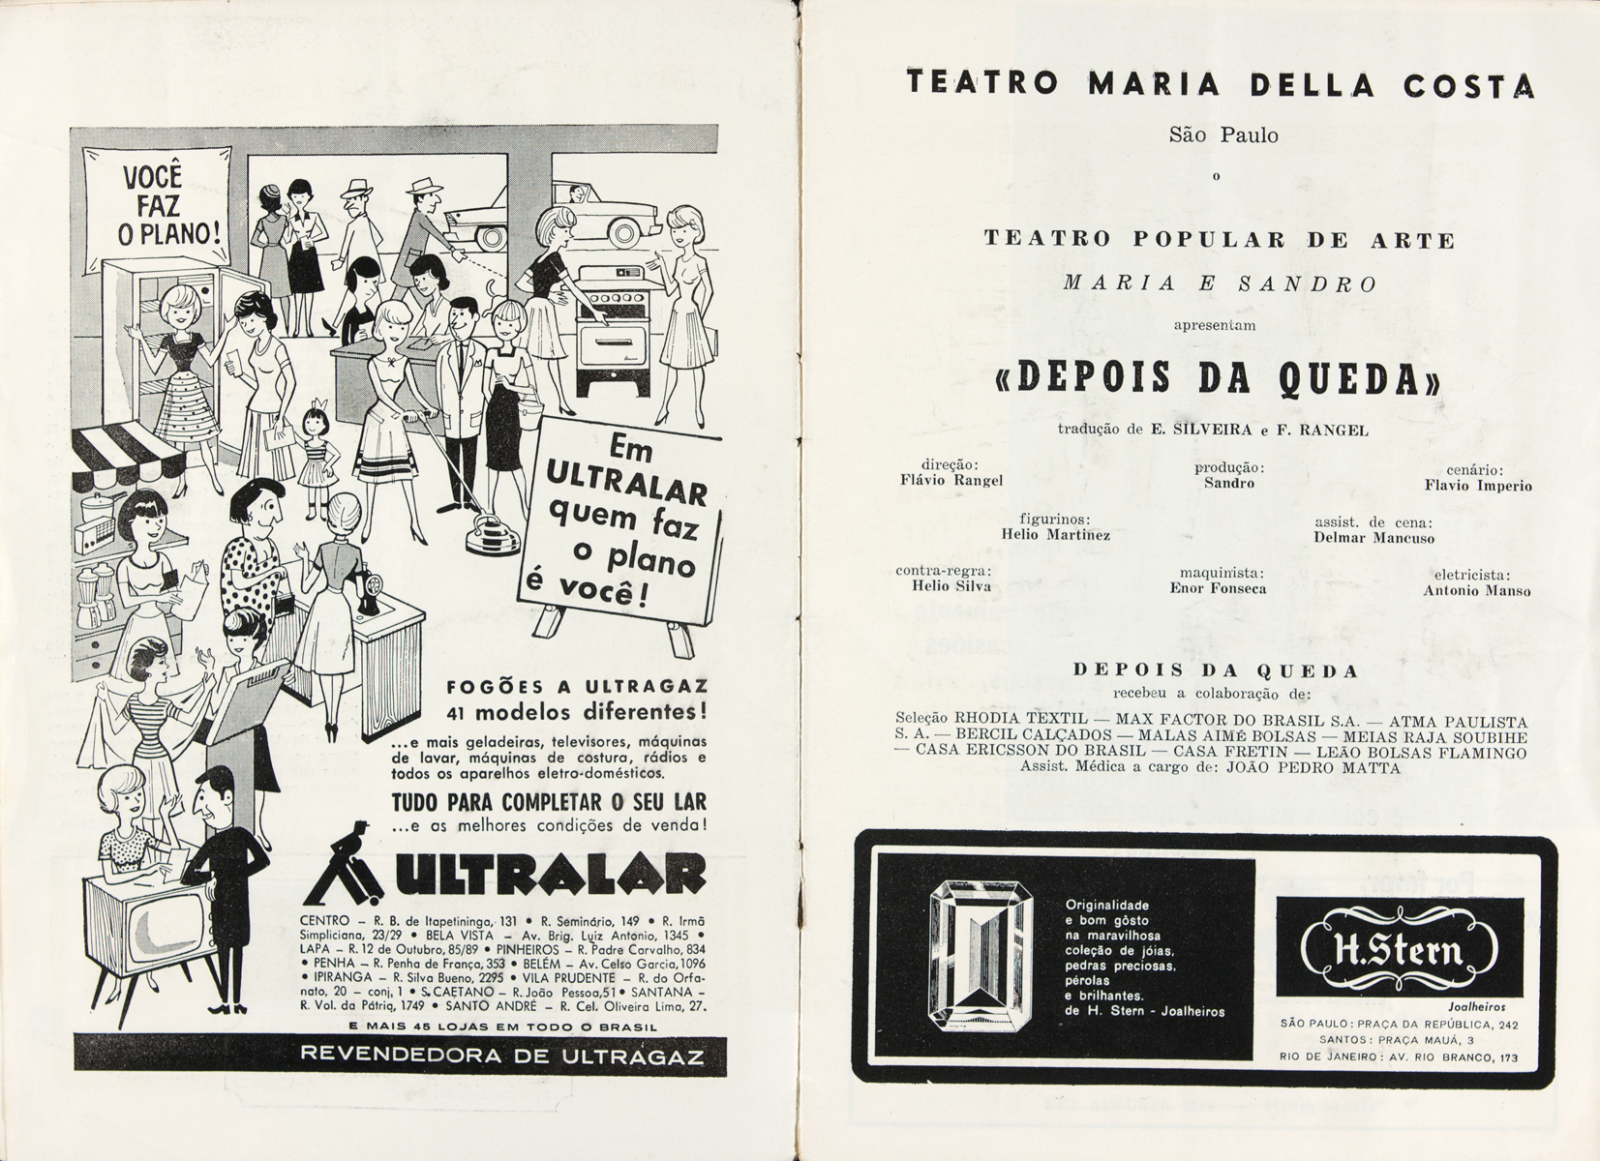 VOCÊ
FAZ
O PLANO!
Em
ULTRALAR
quem faz
o plano
é você!
FOGÕES A ULTRAGAZ
41 modelos diferentes!
...e mais geladeiras, televisores, máquinas
de lavar, máquinas de costura, rádios e
todos os aparelhos eletro-domésticos.
TUDO PARA COMPLETAR O SEU LAR
...e as melhores condições de venda!
ULTRALAR
CENTRO – R. B. de Itapetininga, 131 • R. Seminário, 149 • R. Irmã
Simpliciana, 23/29 • BELA VISTA – Av. Brig. Luiz Antonio, 1345 •
LAPA – R. 12 de Outubro, 85/89 • PINHEIROS – R. Padre Carvalho, 834
• PENHA – R. Penha de França, 353 • BELÉM – Av. Celso Garcia, 1096
• IPIRANGA – R. Silva Bueno, 2295 • VILA PRUDENTE – R. do Orfa-
nato, 20 – conj, 1 • S. CAETANO – R. João Pessoa, 51 • SANTANA –
R. Vol. da Pátria, 1749 • SANTO ANDRÉ – R. Cel. Oliveira Lima, 27.
E MAIS 45 LOJAS EM TODO O BRASIL
REVENDEDORA DE ULTRAGAZ
TEATRO MARIA DELLA COSTA
São Paulo
o
TEATRO POPULAR DE ARTE
MARIA E SANDRO
apresentam
«DEPOIS DA QUEDA»
tradução de E. SILVEIRA e F. RANGEL
direção: produção: cenário:
Flávio Rangel Sandro Flavio Imperio
figurinos: assist. de cena:
Helio Martinez Delmar Mancuso
contra-regra: maquinista: eletricista:
Helio Silva Enor Fonseca Antonio Manso
DEPOIS DA QUEDA
recebeu a colaboração de:
Seleção RHODIA TEXTIL — MAX FACTOR DO BRASIL S.A. — ATMA PAULISTA
S. A. — BERCIL CALÇADOS — MALAS AIMÉ BOLSAS — MEIAS RAJA SOUBIHE
— CASA ERICSSON DO BRASIL — CASA FRETIN — LEÃO BOLSAS FLAMINGO
Assist. Médica a cargo de: JOÃO PEDRO MATTA
Originalidade
e bom gôsto
na maravilhosa
coleção de jóias,
pedras preciosas,
pérolas
e brilhantes.
de H. Stern - Joalheiros
H.Stern
Joalheiros
SÃO PAULO: PRAÇA DA REPÚBLICA, 242
SANTOS: PRAÇA MAUÁ, 3
RIO DE JANEIRO: AV. RIO BRANCO, 173